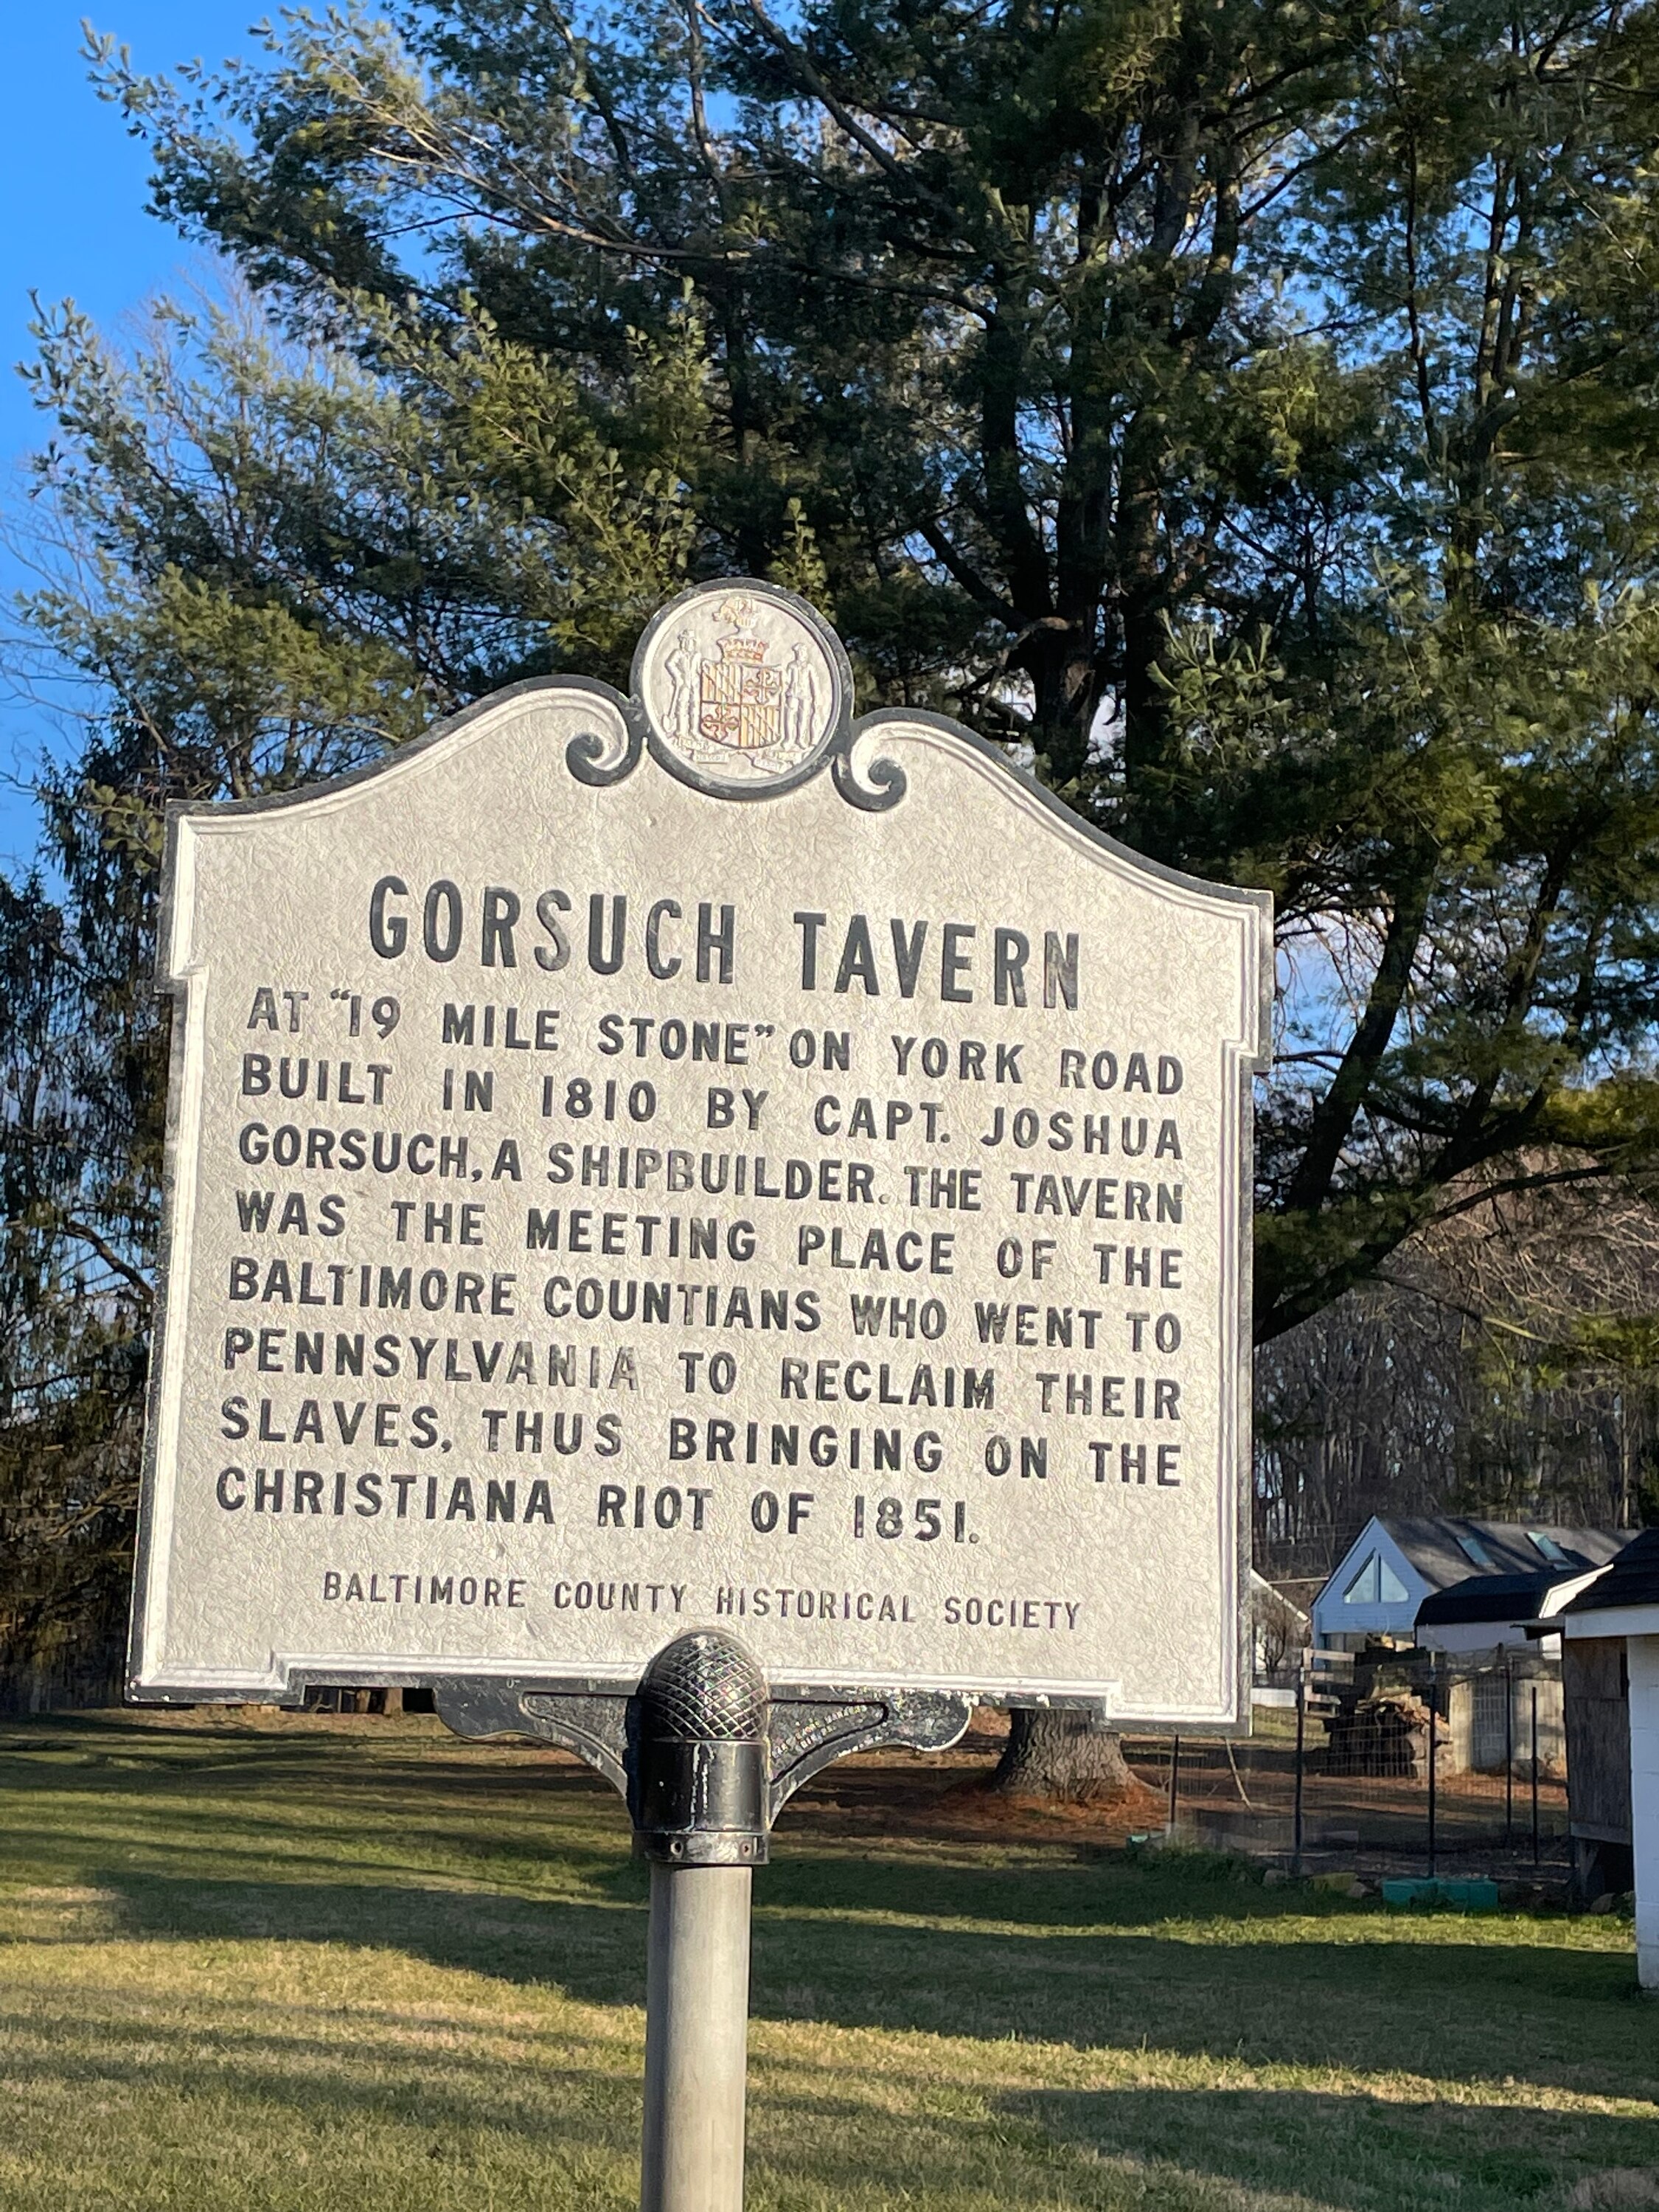 GORSUCH TAVERN
AT "19 MILE STONE" ON YORK ROAD
BUILT IN 1810 BY CAPT. JOSHUA
GORSUCH, A SHIPBUILDER. THE TAVERN
WAS THE MEETING PLACE OF THE
BALTIMORE COUNTIANS WHO WENT TO
PENNSYLVANIA TO RECLAIM THEIR
SLAVES, THUS BRINGING ON THE
CHRISTIANA RIOT OF 1851.
BALTIMORE COUNTY HISTORICAL SOCIETY